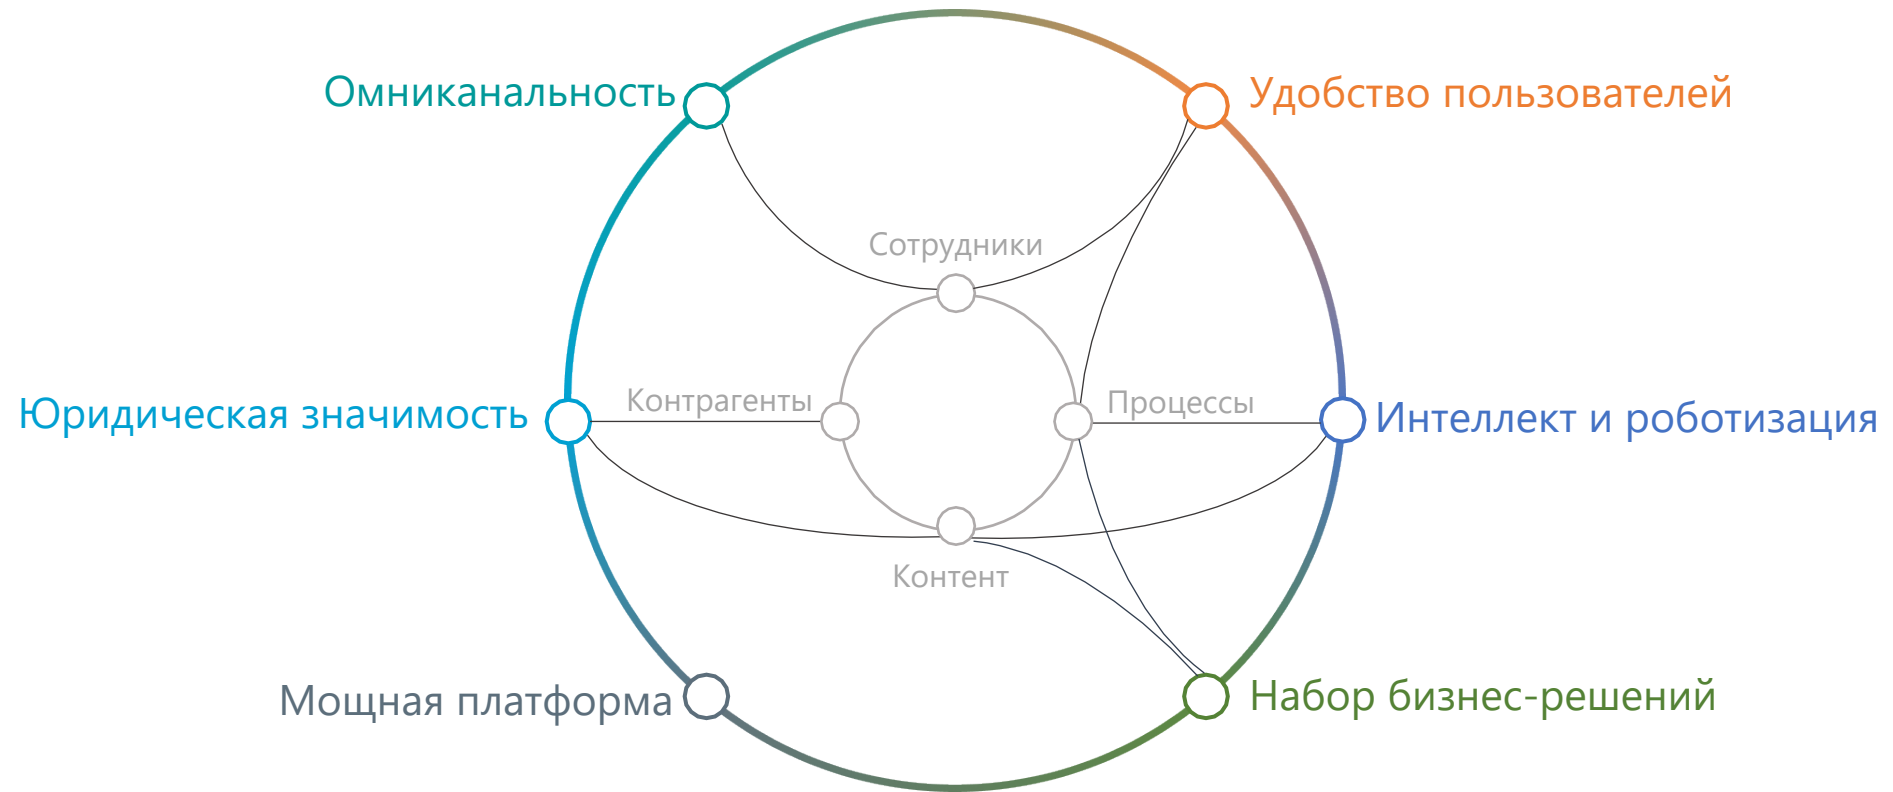 Омниканальность
Удобство пользователей
Сотрудники
Контрагенты
Процессы
Юридическая значимость
Интеллект и роботизация
Контент
Мощная платформа
Набор бизнес-решений